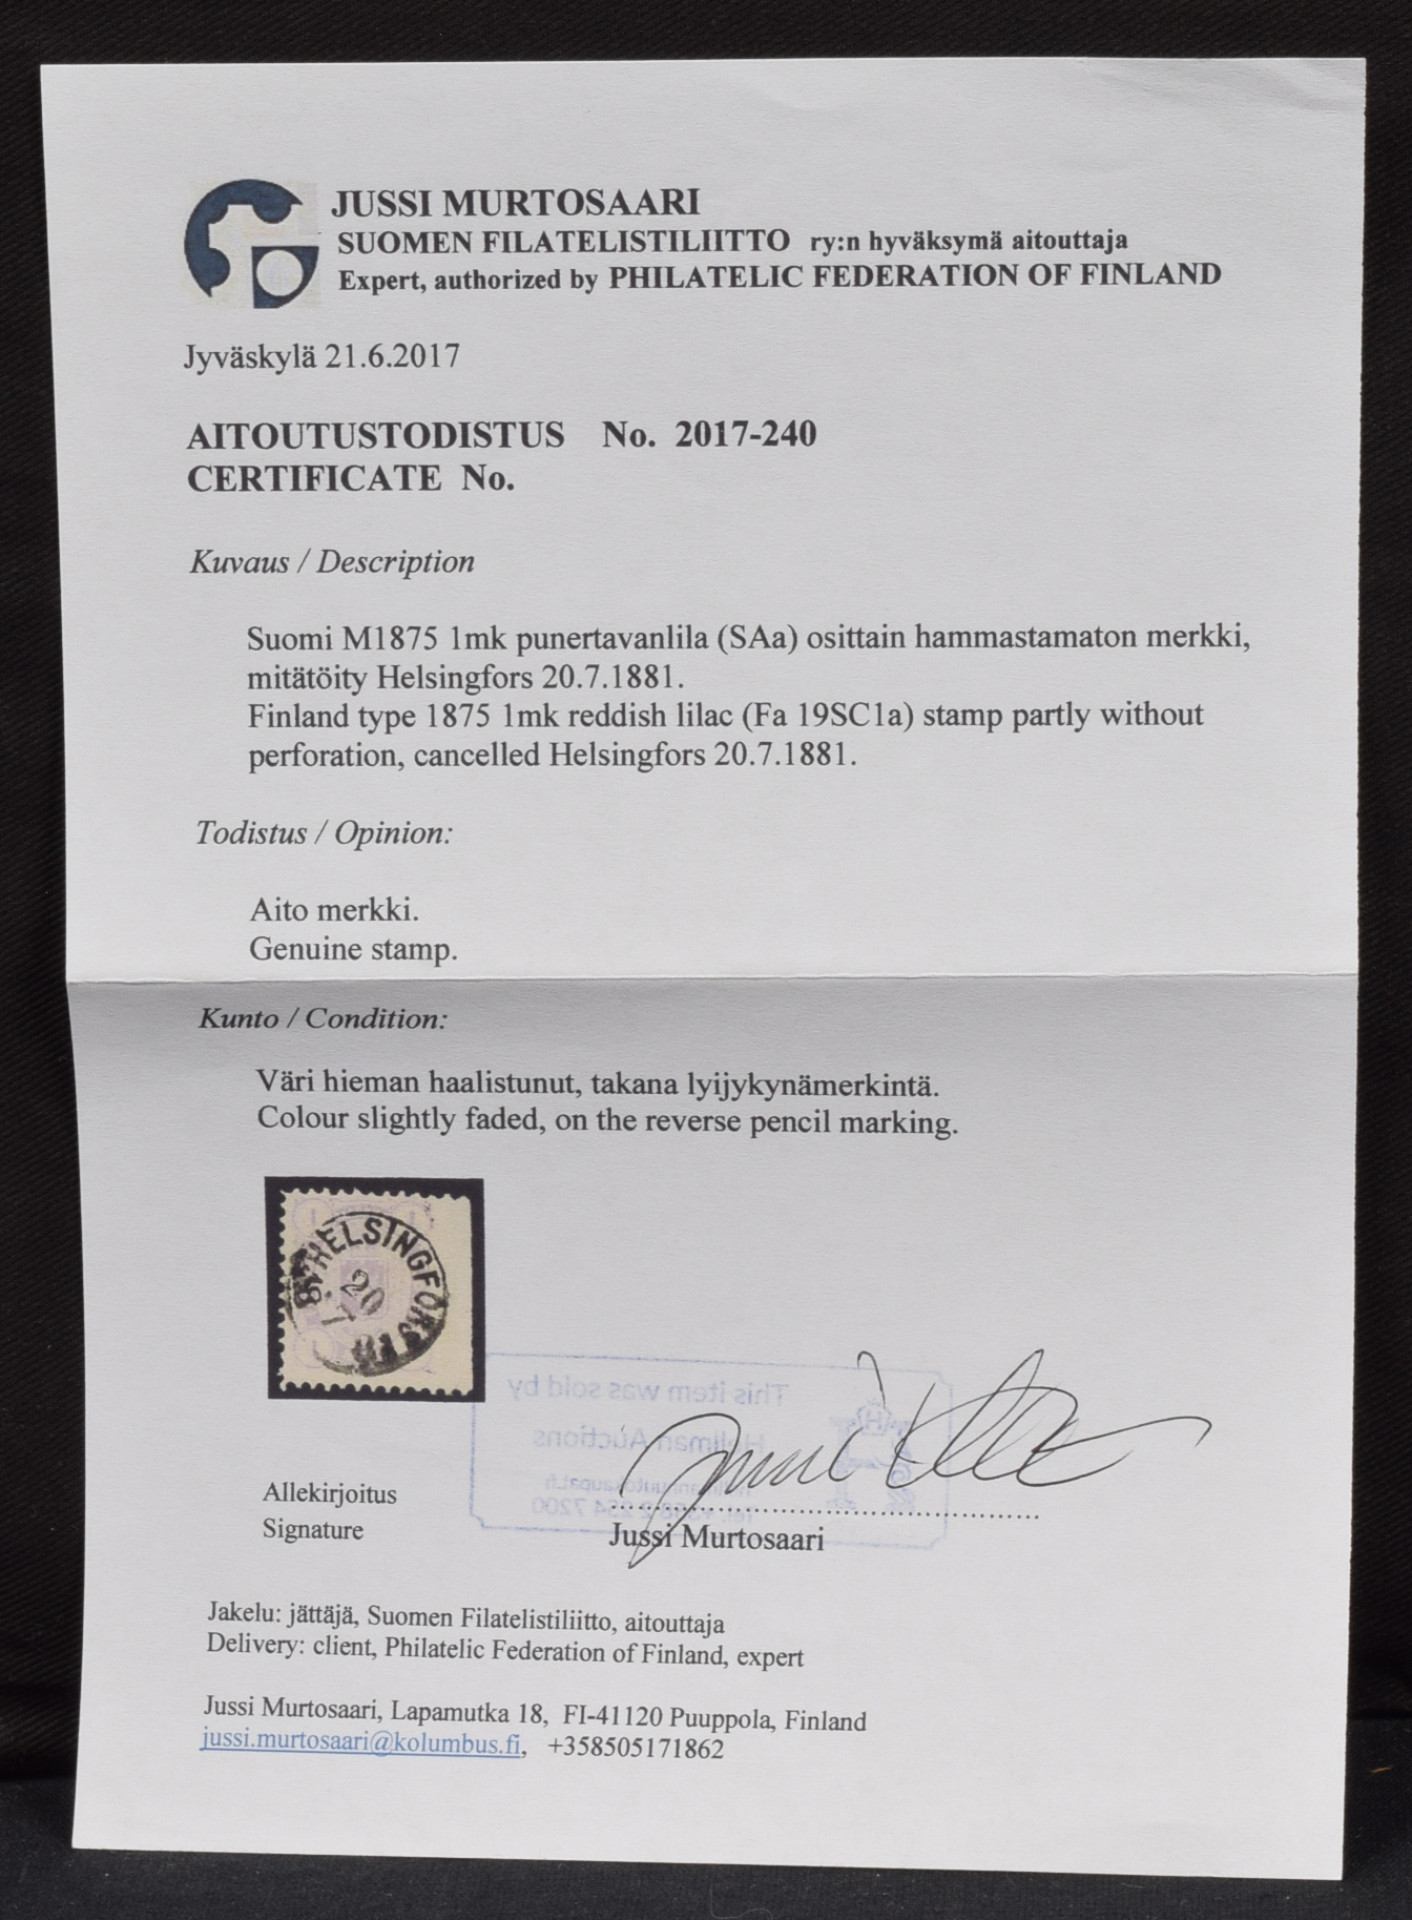 JUSSI MURTOSAARI
SUOMEN FILATELISTILIITTO ry:n hyväksymä aitouttaja
Expert, authorized by PHILATELIC FEDERATION OF FINLAND
Jyväskylä 21.6.2017
AITOUTUSTODISTUS No. 2017-240
CERTIFICATE No.
Kuvaus / Description
Suomi M1875 1mk punertavanlila (SAa) osittain hammastamaton merkki,
mitätöity Helsingfors 20.7.1881.
Finland type 1875 1mk reddish lilac (Fa 19SC1a) stamp partly without
perforation, cancelled Helsingfors 20.7.1881.
Todistus / Opinion:
Aito merkki.
Genuine stamp.
Kunto / Condition:
Väri hieman haalistunut, takana lyijykynämerkintä.
Colour slightly faded, on the reverse pencil marking.
HELSINGFORS
20
7
81
This item was sold by
Hellman Auctions
Allekirjoitus
Signature
Jussi Murtosaari
Jakelu: jättäjä, Suomen Filatelistiliitto, aitouttaja
Delivery: client, Philatelic Federation of Finland, expert
Jussi Murtosaari, Lapamutka 18, FI-41120 Puuppola, Finland
jussi.murtosaari@kolumbus.fi, +358505171862